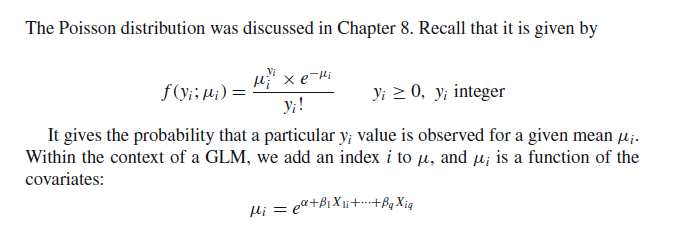 The Poisson distribution was discussed in Chapter 8. Recall that it is given by
f(yᵢ; μᵢ) = μᵢ^{yᵢ} × e^{−μᵢ} / yᵢ!    yᵢ ≥ 0, yᵢ integer
It gives the probability that a particular yᵢ value is observed for a given mean μᵢ.
Within the context of a GLM, we add an index i to μ, and μᵢ is a function of the
covariates:
μᵢ = e^{α+β₁X₁ᵢ+···+β_qX_{iq}}